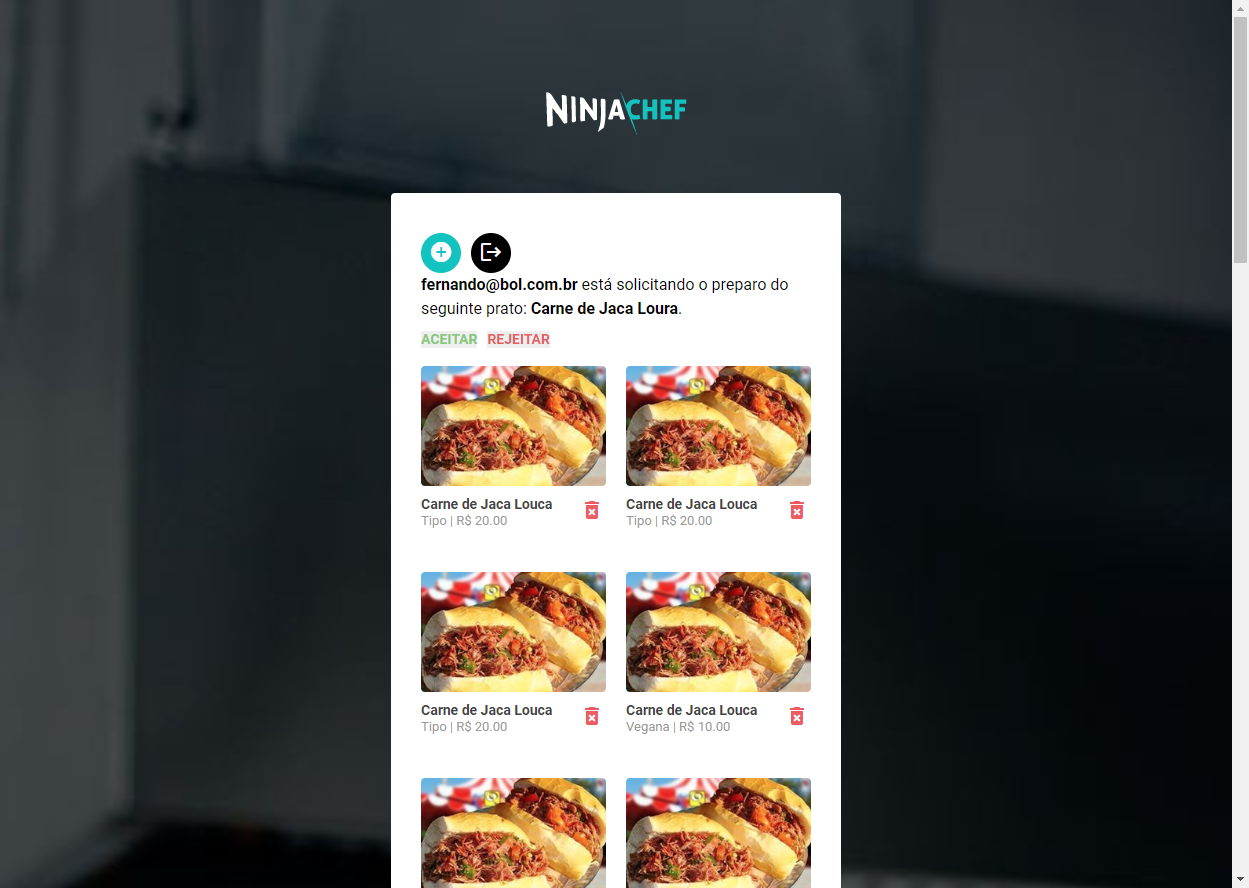 NINJACHEF
fernando@bol.com.br está solicitando o preparo do
seguinte prato: Carne de Jaca Loura.
ACEITAR REJEITAR
Carne de Jaca Louca
Tipo | R$ 20.00
Carne de Jaca Louca
Tipo | R$ 20.00
Carne de Jaca Louca
Tipo | R$ 20.00
Carne de Jaca Louca
Vegana | R$ 10.00